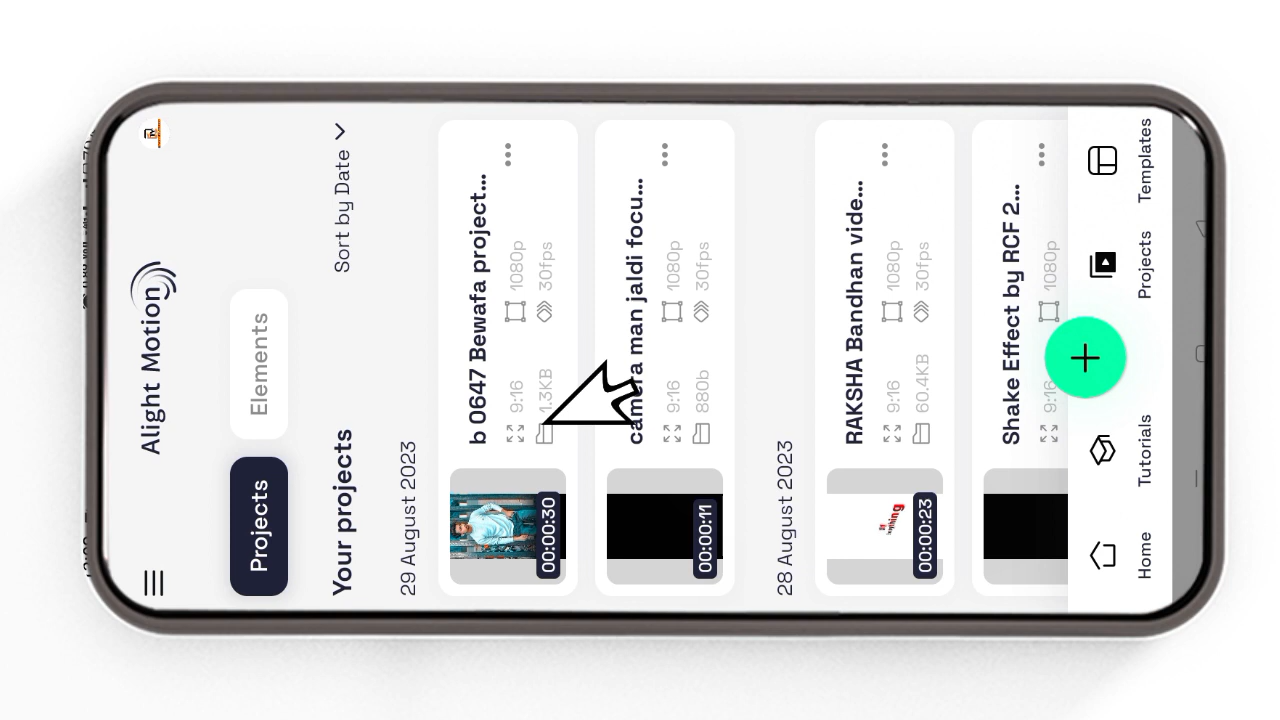 Alight Motion
Projects
Elements
Your projects
Sort by Date
29 August 2023
b 0647 Bewafa project...
9:16
1080p
1.3KB
30fps
00:00:30
camera man jaldi focu...
9:16
1080p
880b
30fps
00:00:11
28 August 2023
RAKSHA Bandhan vide...
9:16
1080p
60.4KB
30fps
00:00:23
Shake Effect by RCF 2...
9:16
1080p
Home
Tutorials
Projects
Templates